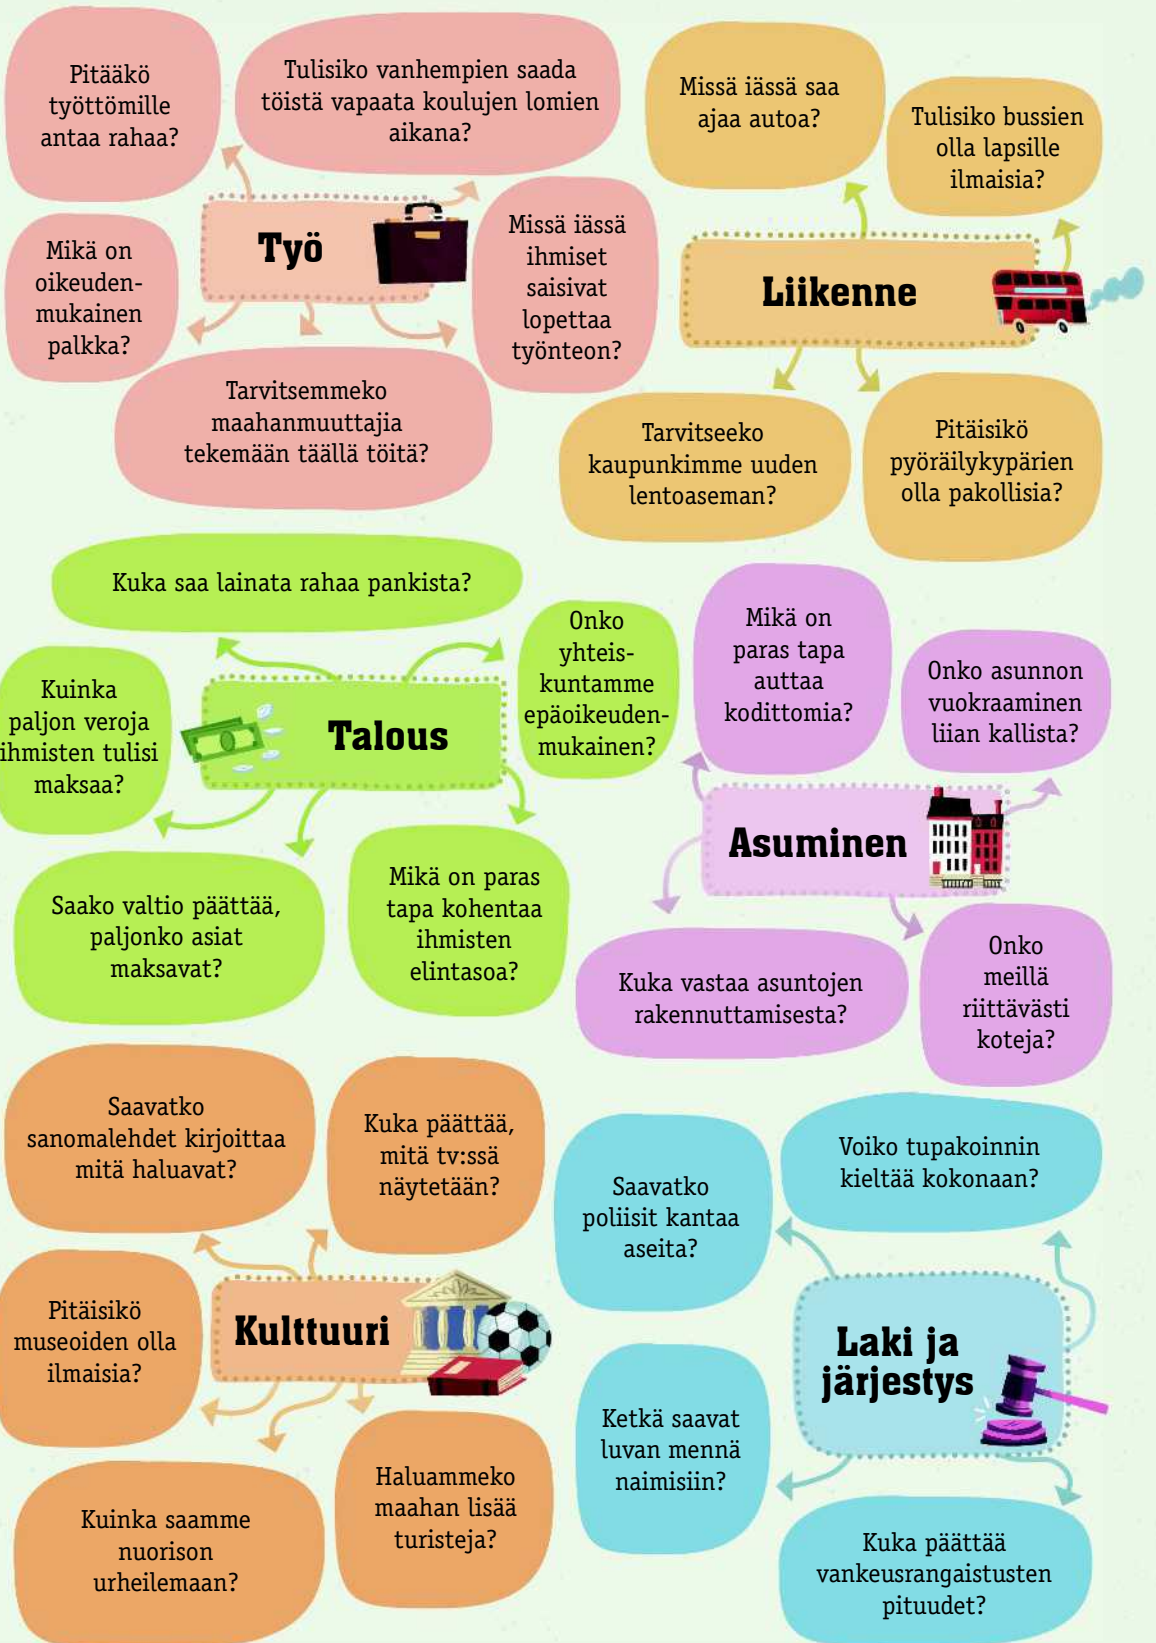 Pitääkö
työttömille
antaa rahaa?
Tulisiko vanhempien saada
töistä vapaata koulujen lomien
aikana?
Työ
Mikä on
oikeuden-
mukainen
palkka?
Missä iässä
ihmiset
saisivat
lopettaa
työnteon?
Tarvitsemmeko
maahanmuuttajia
tekemään täällä töitä?
Missä iässä saa
ajaa autoa?
Tulisiko bussien
olla lapsille
ilmaisia?
Liikenne
Tarvitseeko
kaupunkimme uuden
lentoaseman?
Pitäisikö
pyöräilykypärien
olla pakollisia?
Kuka saa lainata rahaa pankista?
Kuinka
paljon veroja
ihmisten tulisi
maksaa?
Talous
Onko
yhteis-
kuntamme
epäoikeuden-
mukainen?
Saako valtio päättää,
paljonko asiat
maksavat?
Mikä on paras
tapa kohentaa
ihmisten
elintasoa?
Mikä on
paras tapa
auttaa
kodittomia?
Onko asunnon
vuokraaminen
liian kallista?
Asuminen
Kuka vastaa asuntojen
rakennuttamisesta?
Onko
meillä
riittävästi
koteja?
Saavatko
sanomalehdet kirjoittaa
mitä haluavat?
Kuka päättää,
mitä tv:ssä
näytetään?
Pitäisikö
museoiden olla
ilmaisia?
Kulttuuri
Kuinka saamme
nuorison
urheilemaan?
Haluammeko
maahan lisää
turisteja?
Saavatko
poliisit kantaa
aseita?
Voiko tupakoinnin
kieltää kokonaan?
Laki ja
järjestys
Ketkä saavat
luvan mennä
naimisiin?
Kuka päättää
vankeusrangaistusten
pituudet?